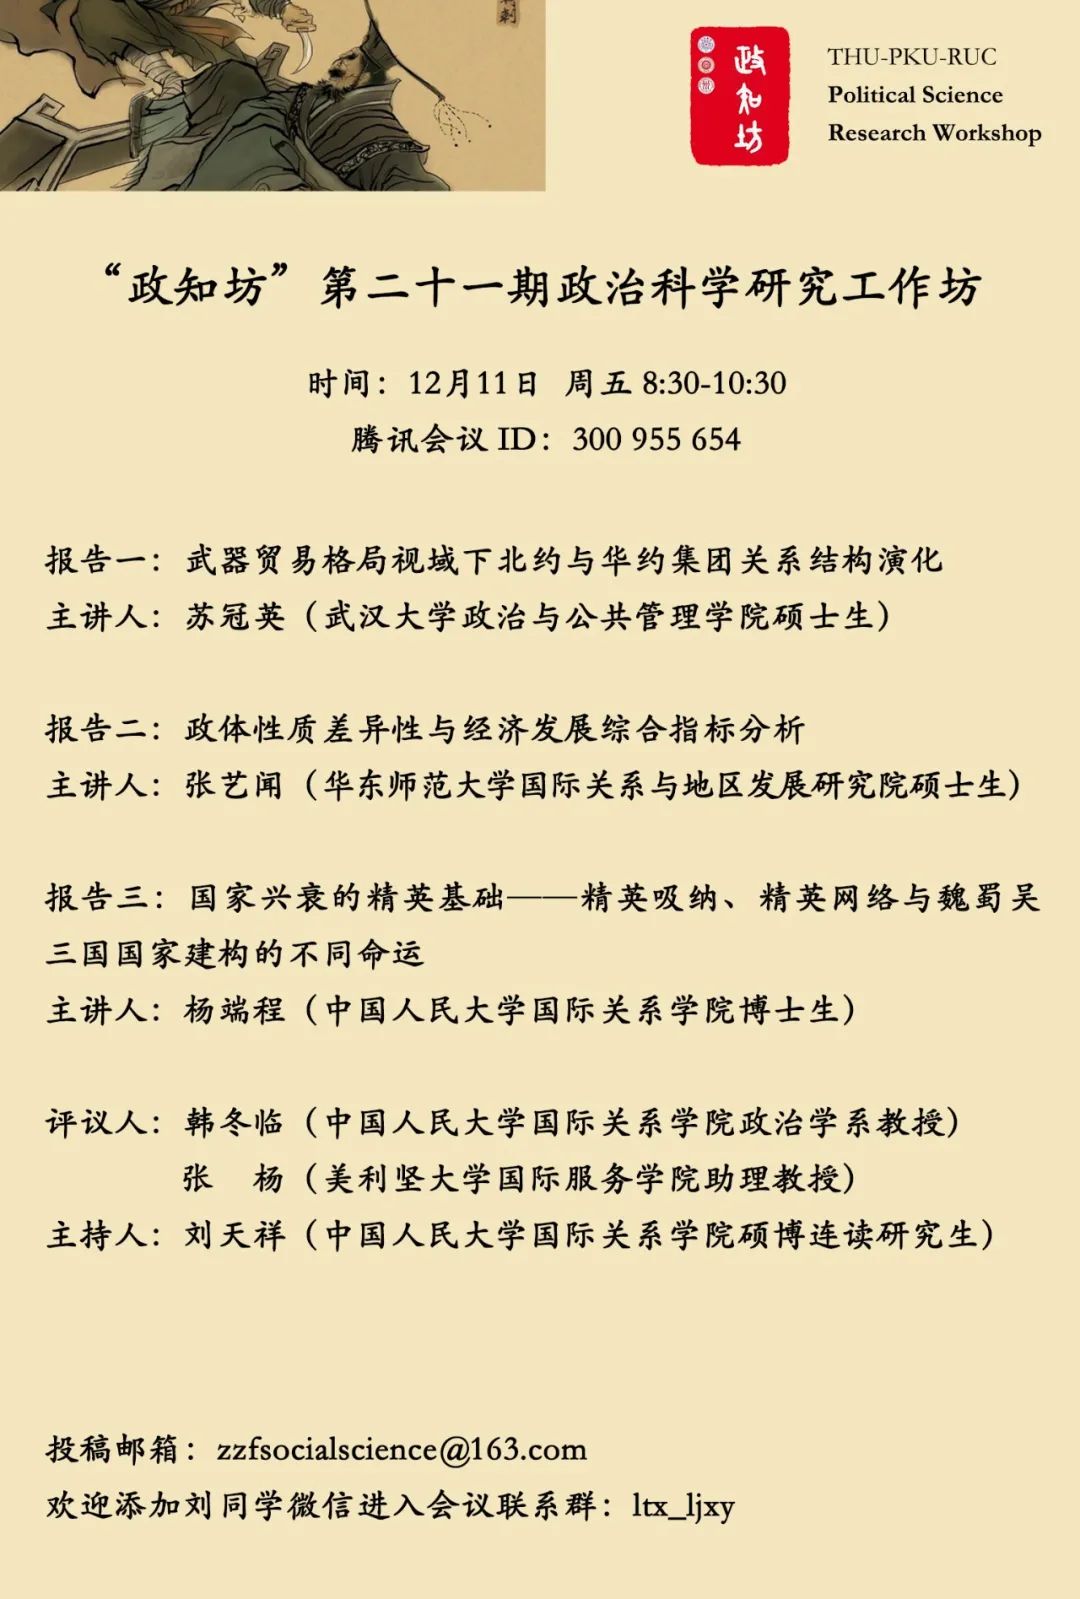 刺
政知坊
THU-PKU-RUC
Political Science
Research Workshop
“政知坊”第二十一期政治科学研究工作坊
时间：12月11日 周五 8:30-10:30
腾讯会议 ID：300 955 654
报告一：武器贸易格局视域下北约与华约集团关系结构演化
主讲人：苏冠英（武汉大学政治与公共管理学院硕士生）
报告二：政体性质差异性与经济发展综合指标分析
主讲人：张艺闻（华东师范大学国际关系与地区发展研究院硕士生）
报告三：国家兴衰的精英基础——精英吸纳、精英网络与魏蜀吴
三国国家建构的不同命运
主讲人：杨端程（中国人民大学国际关系学院博士生）
评议人：韩冬临（中国人民大学国际关系学院政治学系教授）
张 杨（美利坚大学国际服务学院助理教授）
主持人：刘天祥（中国人民大学国际关系学院硕博连读研究生）
投稿邮箱：zzfsocialscience@163.com
欢迎添加刘同学微信进入会议联系群：ltx_ljxy